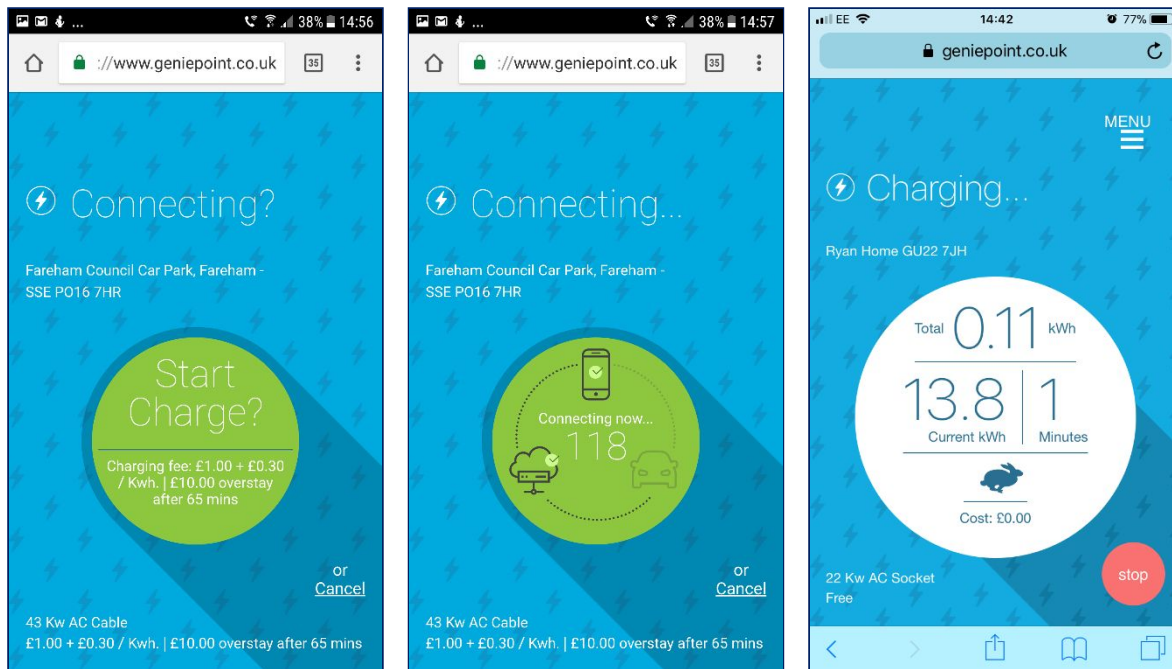 ... 38% 14:56
://www.geniepoint.co.uk 35
Connecting?
Fareham Council Car Park, Fareham -
SSE PO16 7HR
Start
Charge?
Charging fee: £1.00 + £0.30
/ Kwh. | £10.00 overstay
after 65 mins
or
Cancel
43 Kw AC Cable
£1.00 + £0.30 / Kwh. | £10.00 overstay after 65 mins
... 38% 14:57
://www.geniepoint.co.uk 35
Connecting...
Fareham Council Car Park, Fareham -
SSE PO16 7HR
Connecting now...
118
or
Cancel
43 Kw AC Cable
£1.00 + £0.30 / Kwh. | £10.00 overstay after 65 mins
EE 14:42 77%
geniepoint.co.uk
MENU
Charging...
Ryan Home GU22 7JH
Total 0.11 kWh
13.8 1
Current kWh Minutes
Cost: £0.00
stop
22 Kw AC Socket
Free